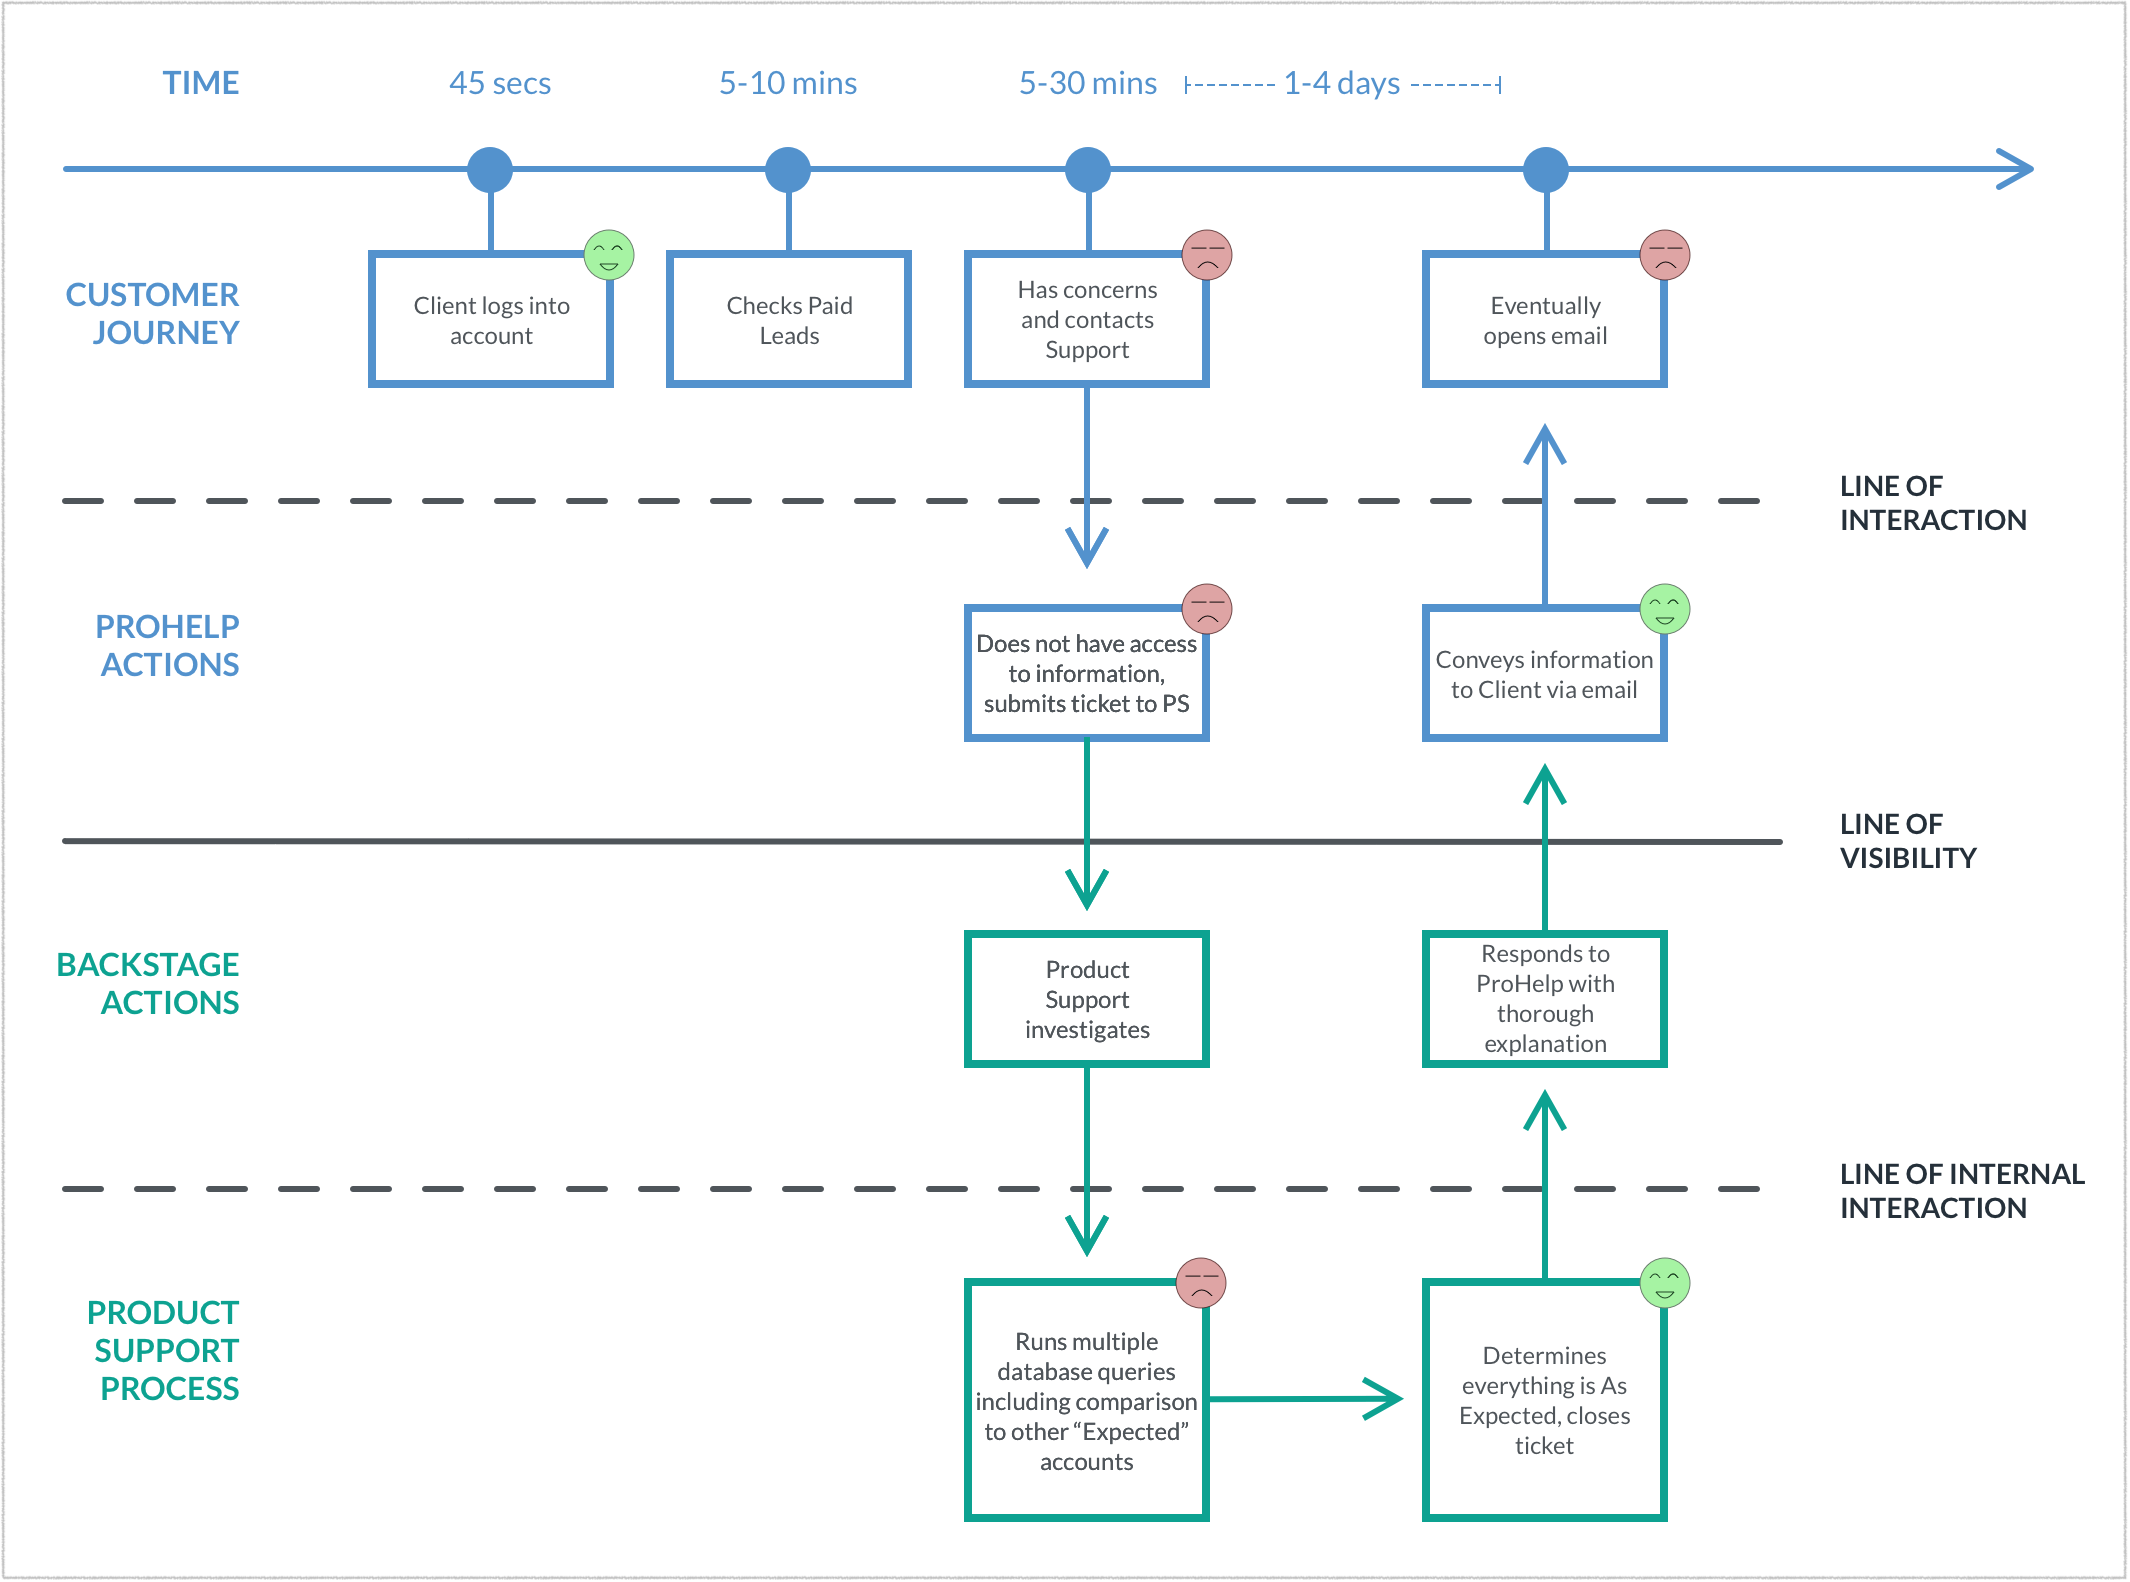 TIME
45 secs
5-10 mins
5-30 mins
1-4 days
CUSTOMER
JOURNEY
Client logs into
account
Checks Paid
Leads
Has concerns
and contacts
Support
Eventually
opens email
LINE OF
INTERACTION
PROHELP
ACTIONS
Does not have access
to information,
submits ticket to PS
Conveys information
to Client via email
LINE OF
VISIBILITY
BACKSTAGE
ACTIONS
Product
Support
investigates
Responds to
ProHelp with
thorough
explanation
LINE OF INTERNAL
INTERACTION
PRODUCT
SUPPORT
PROCESS
Runs multiple
database queries
including comparison
to other “Expected”
accounts
Determines
everything is As
Expected, closes
ticket